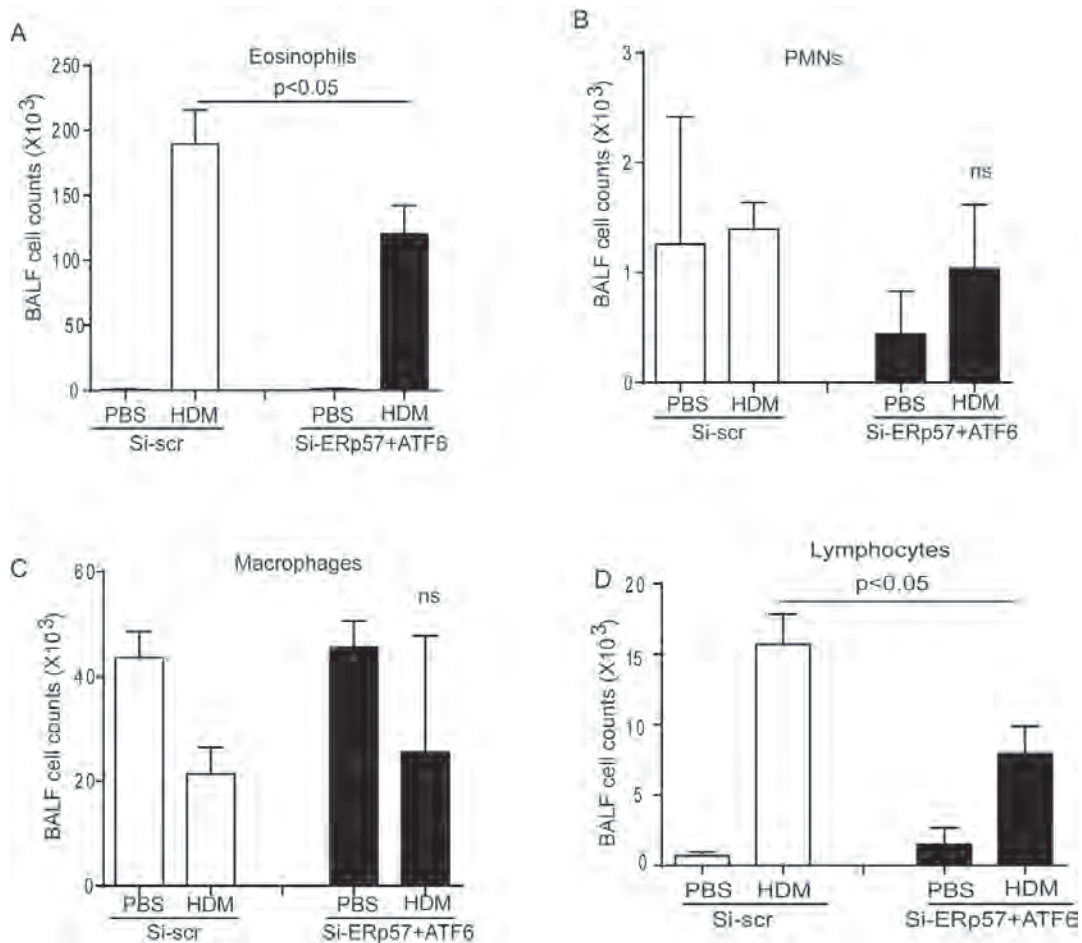 A
Eosinophils
p<0.05
BALF cell counts (X10³)
250
200
150
100
50
0
PBS HDM PBS HDM
Si-scr Si-ERp57+ATF6
B
PMNs
BALF cell counts (X10³)
3
2
1
0
ns
PBS HDM PBS HDM
Si-scr Si-ERp57+ATF6
C
Macrophages
BALF cell counts (X10³)
60
40
20
0
ns
PBS HDM PBS HDM
Si-scr Si-ERp57+ATF6
D
Lymphocytes
p<0.05
BALF cell counts (X10³)
20
15
10
5
0
PBS HDM PBS HDM
Si-scr Si-ERp57+ATF6